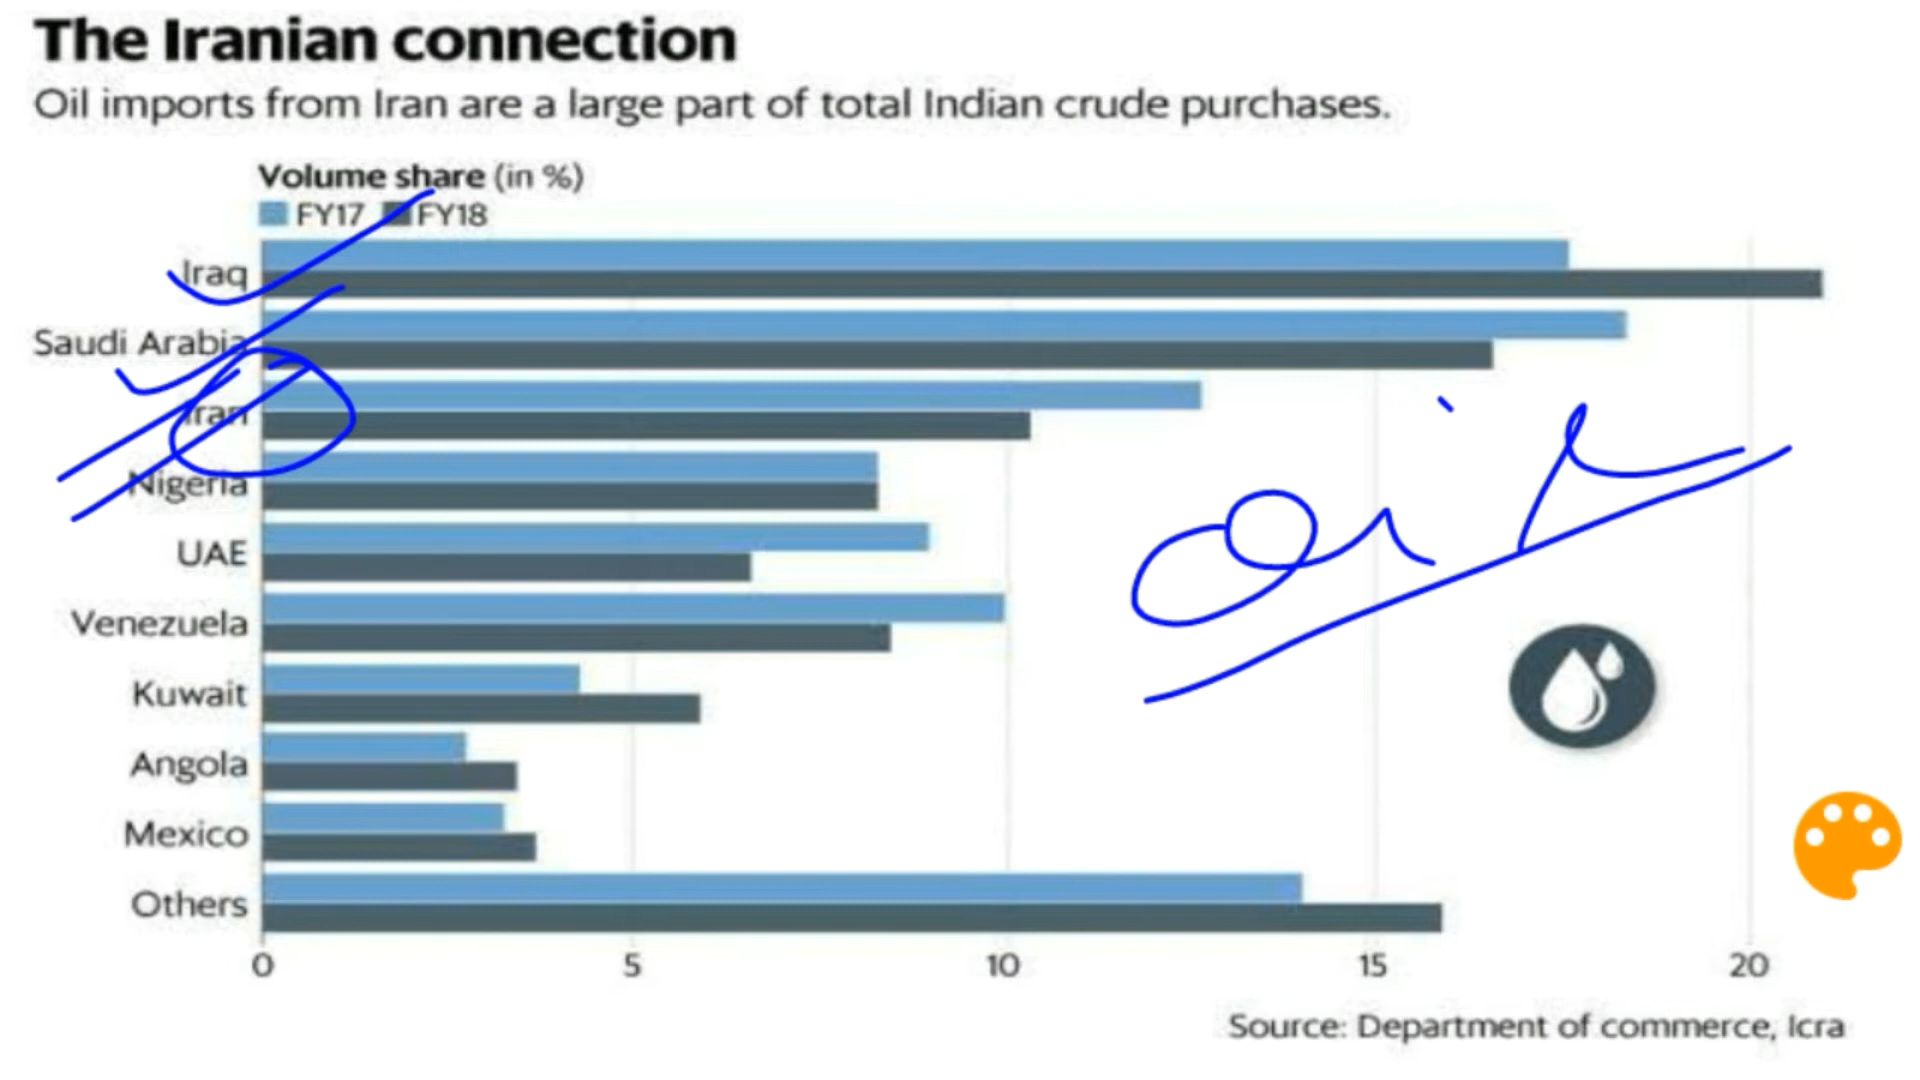 The Iranian connection
Oil imports from Iran are a large part of total Indian crude purchases.
Volume share (in %)
FY17 FY18
Iraq
Saudi Arabia
Iran
Nigeria
UAE
Venezuela
Kuwait
Angola
Mexico
Others
0 5 10 15 20
Source: Department of commerce, Icra